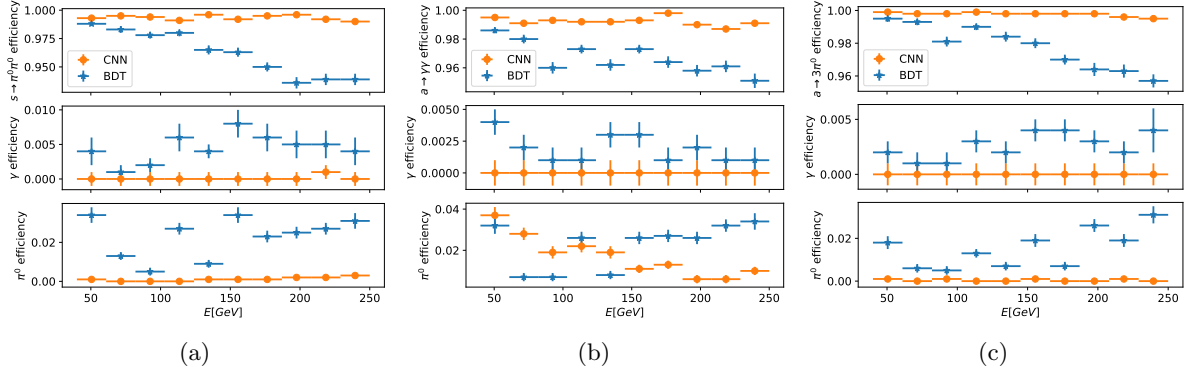 s → π⁰π⁰ efficiency
1.000
0.975
0.950
CNN
BDT
γ efficiency
0.010
0.005
0.000
π⁰ efficiency
0.02
0.00
50 100 150 200 250
E[GeV]
(a)
a → γγ efficiency
1.00
0.98
0.96
CNN
BDT
γ efficiency
0.0050
0.0025
0.0000
π⁰ efficiency
0.04
0.02
50 100 150 200 250
E[GeV]
(b)
a → 3π⁰ efficiency
1.00
0.98
0.96
CNN
BDT
γ efficiency
0.005
0.000
π⁰ efficiency
0.02
0.00
50 100 150 200 250
E[GeV]
(c)